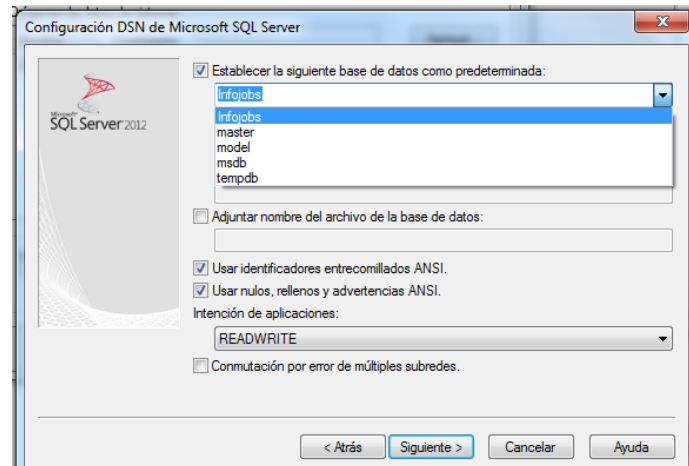 Configuración DSN de Microsoft SQL Server
Microsoft
SQL Server 2012
Establecer la siguiente base de datos como predeterminada:
Infojobs
Infojobs
master
model
msdb
tempdb
Adjuntar nombre del archivo de la base de datos:
Usar identificadores entrecomillados ANSI.
Usar nulos, rellenos y advertencias ANSI.
Intención de aplicaciones:
READWRITE
Conmutación por error de múltiples subredes.
< Atrás
Siguiente >
Cancelar
Ayuda